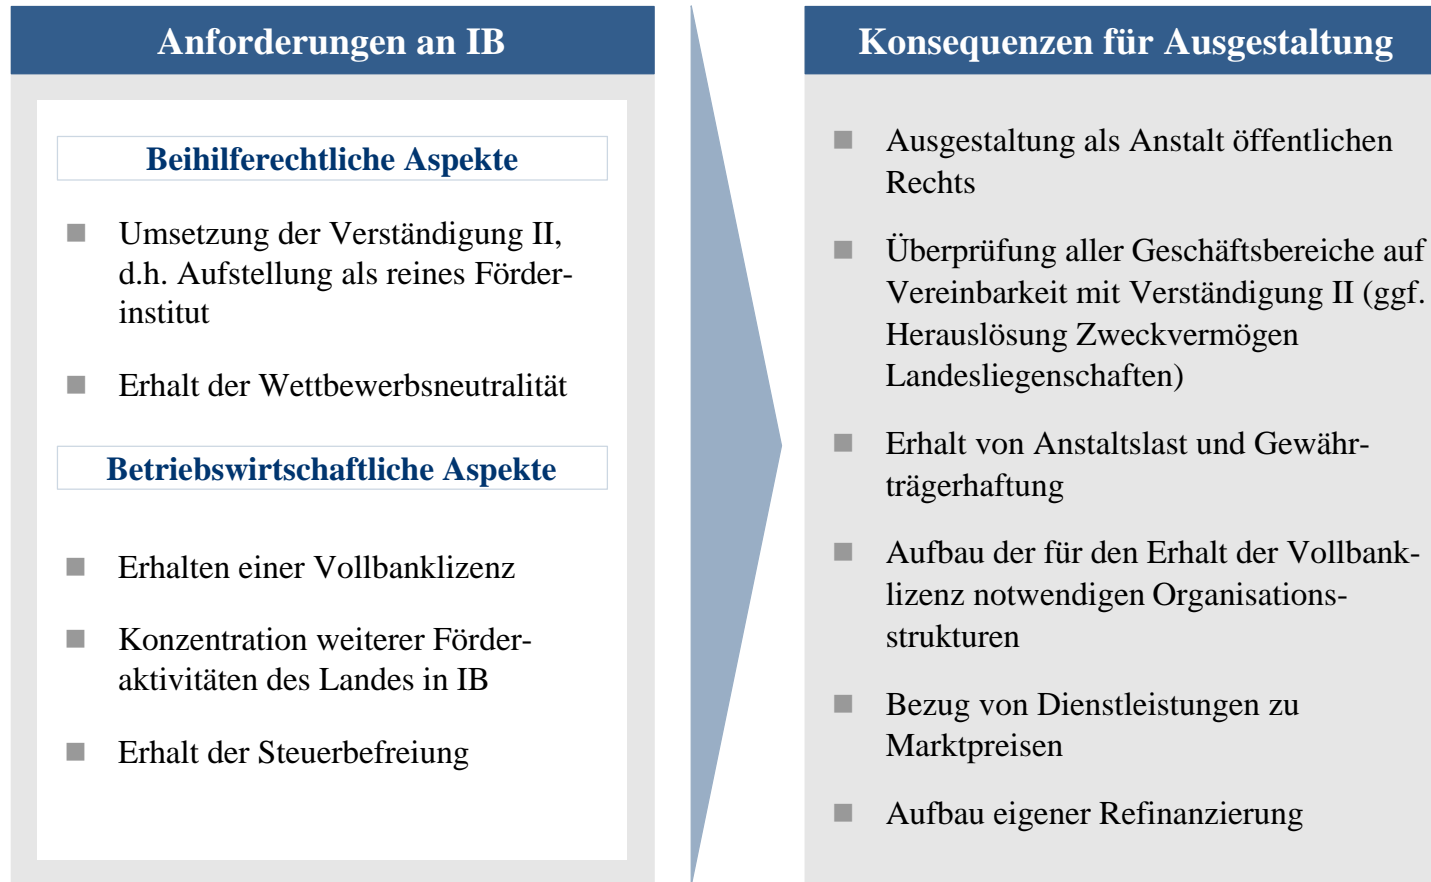 Anforderungen an IB
Beihilferechtliche Aspekte
Umsetzung der Verständigung II,
d.h. Aufstellung als reines Förder-
institut
Erhalt der Wettbewerbsneutralität
Betriebswirtschaftliche Aspekte
Erhalten einer Vollbanklizenz
Konzentration weiterer Förder-
aktivitäten des Landes in IB
Erhalt der Steuerbefreiung
Konsequenzen für Ausgestaltung
Ausgestaltung als Anstalt öffentlichen
Rechts
Überprüfung aller Geschäftsbereiche auf
Vereinbarkeit mit Verständigung II (ggf.
Herauslösung Zweckvermögen
Landesliegenschaften)
Erhalt von Anstaltslast und Gewähr-
trägerhaftung
Aufbau der für den Erhalt der Vollbank-
lizenz notwendigen Organisations-
strukturen
Bezug von Dienstleistungen zu
Marktpreisen
Aufbau eigener Refinanzierung